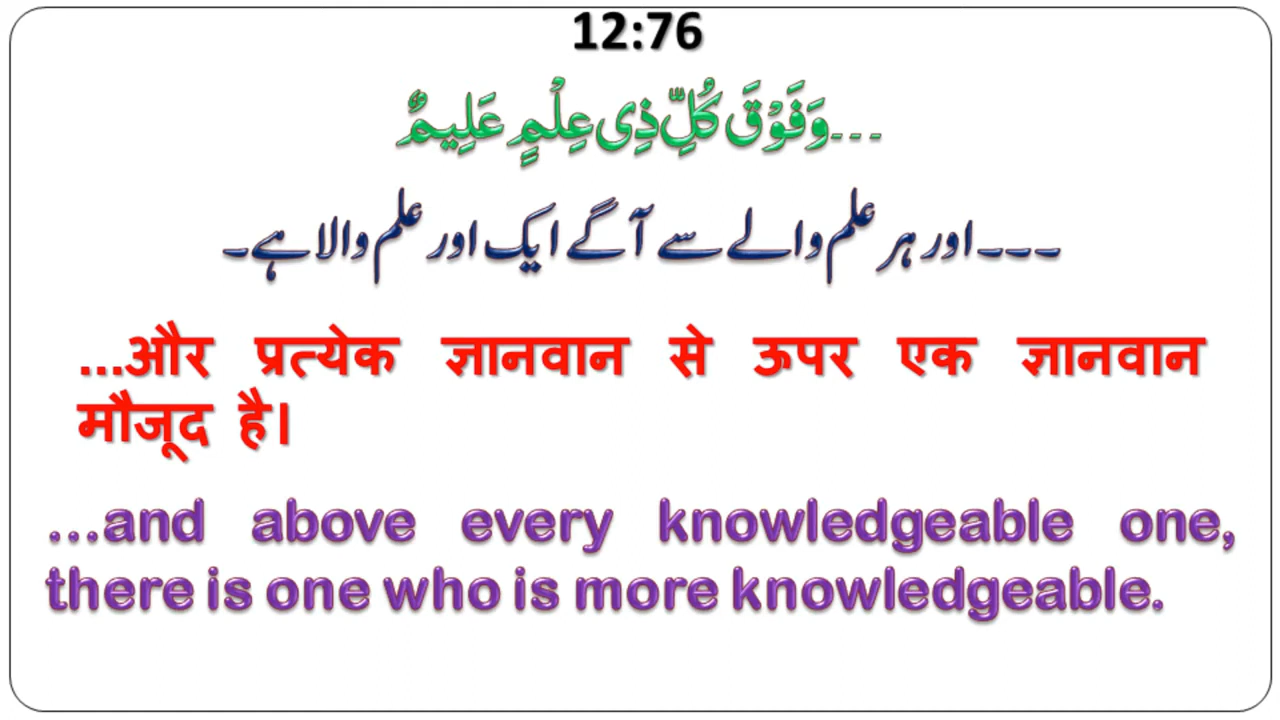 12:76
وَفَوْقَ كُلِّ ذِى عِلْمٍ عَلِيمٌ ۔۔۔
۔۔۔ اور ہر علم والے سے آگے ایک اور علم والا ہے۔
...और प्रत्येक ज्ञानवान से ऊपर एक ज्ञानवान
मौजूद है।
...and above every knowledgeable one,
there is one who is more knowledgeable.